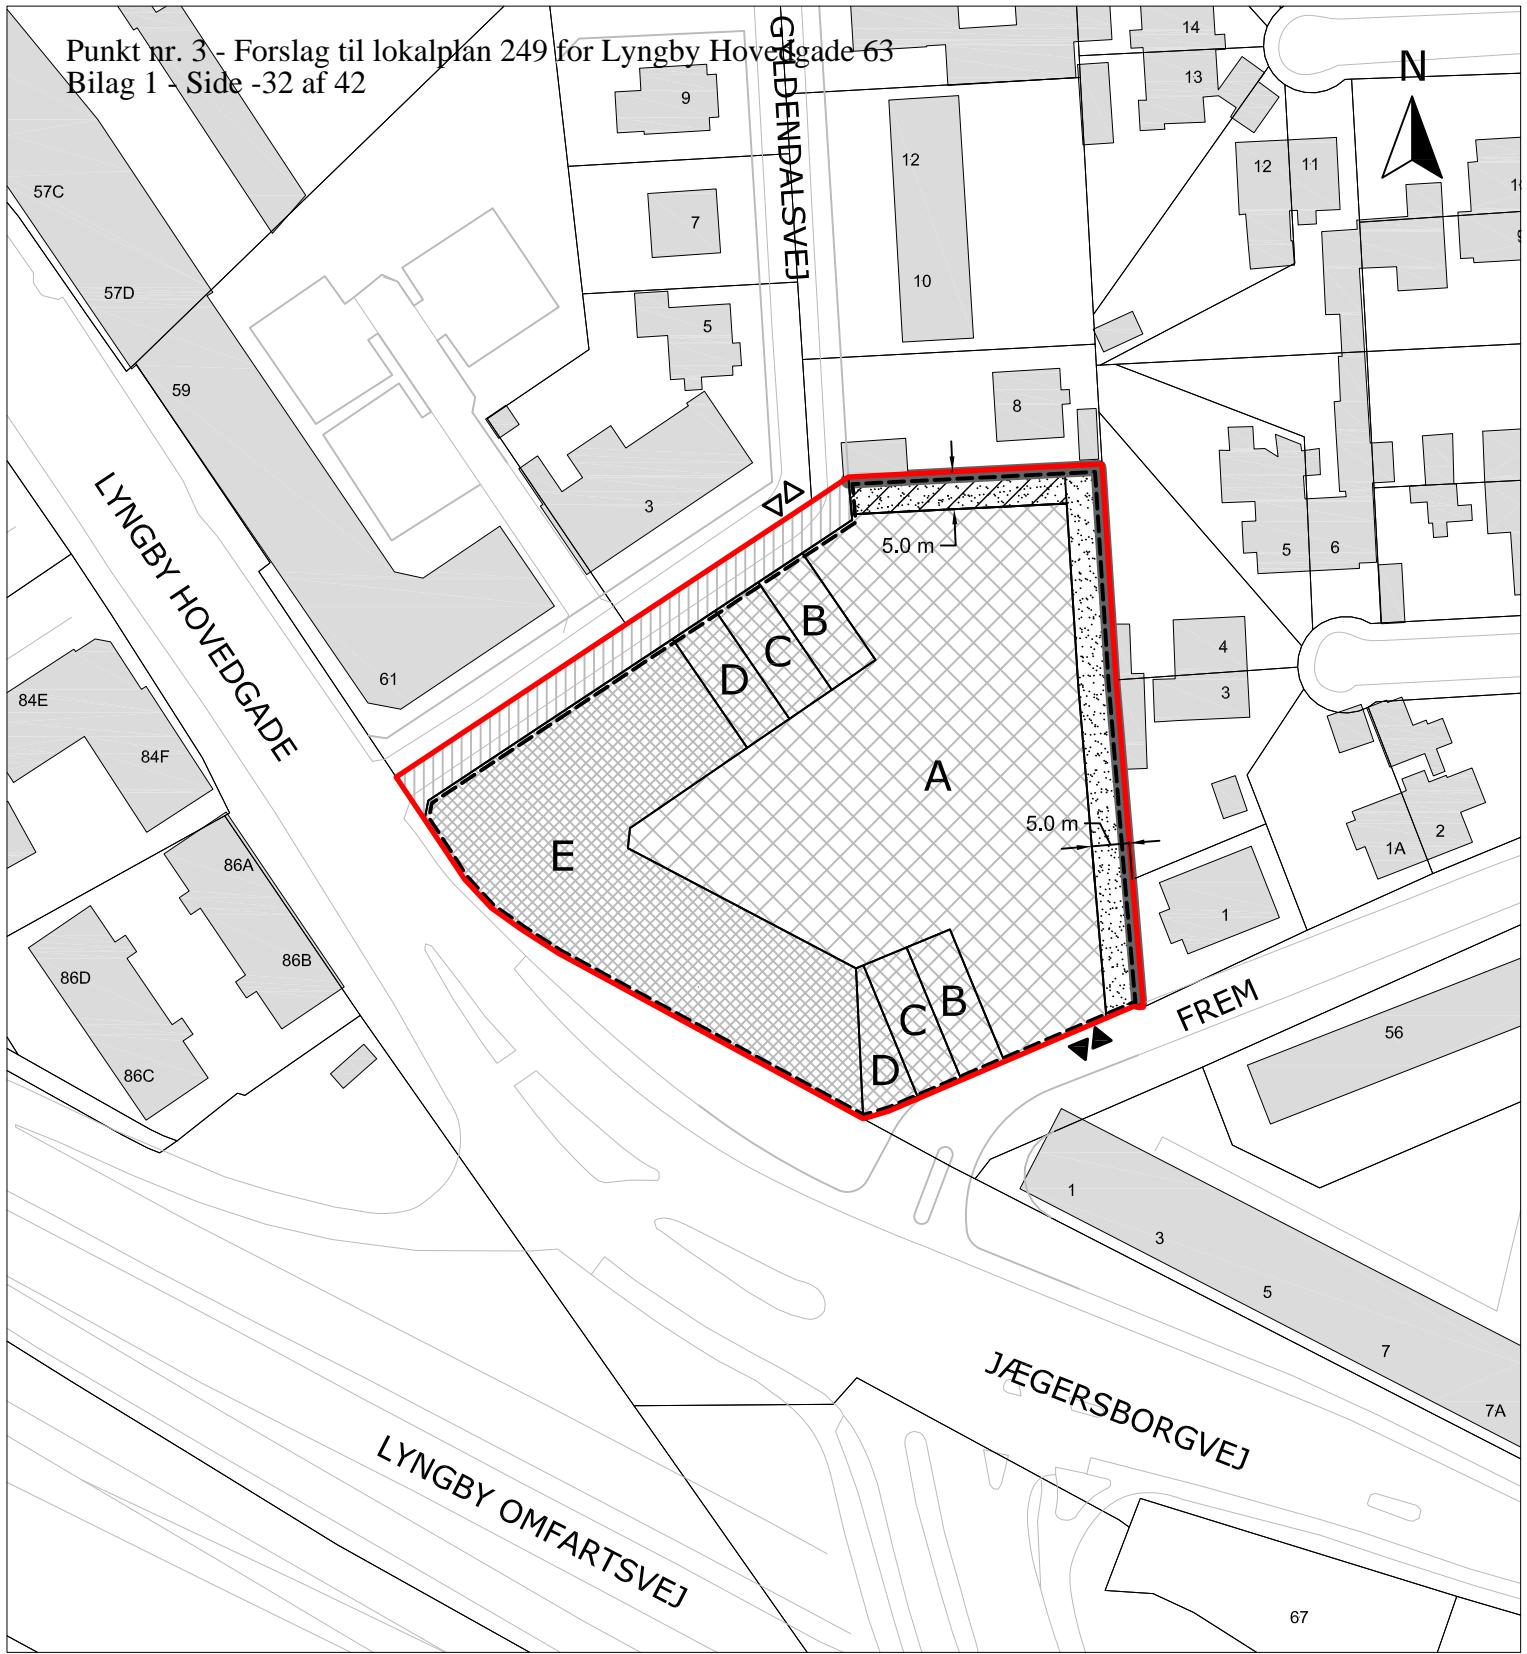 Punkt nr. 3 - Forslag til lokalplan 249 for Lyngby Hovedgade 63
Bilag 1 - Side -32 af 42
GYLDENDALSVEJ
N
14
13
9
12
12
11
57C
7
10
57D
5
59
8
LYNGBY HOVEDGADE
3
5.0 m
5
6
B
C
D
61
4
3
84E
84F
A
5.0 m
E
1A
2
86A
1
86B
86D
B
C
D
FREM
56
86C
1
3
5
7
7A
JÆGERSBORGVEJ
LYNGBY OMFARTSVEJ
67